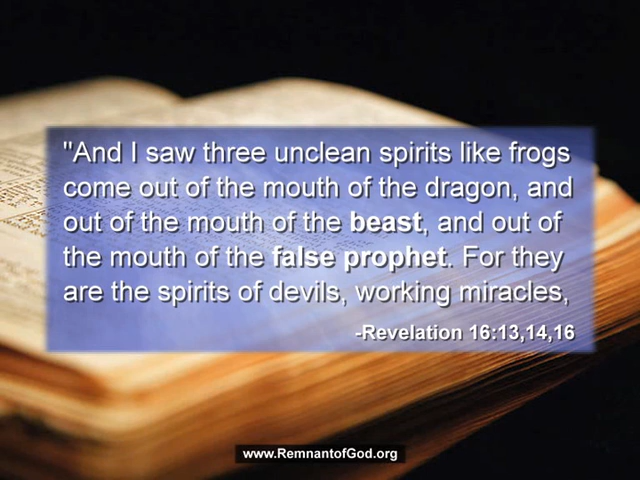 "And I saw three unclean spirits like frogs
come out of the mouth of the dragon, and
out of the mouth of the beast, and out of
the mouth of the false prophet. For they
are the spirits of devils, working miracles,
-Revelation 16:13,14,16
www.RemnantofGod.org